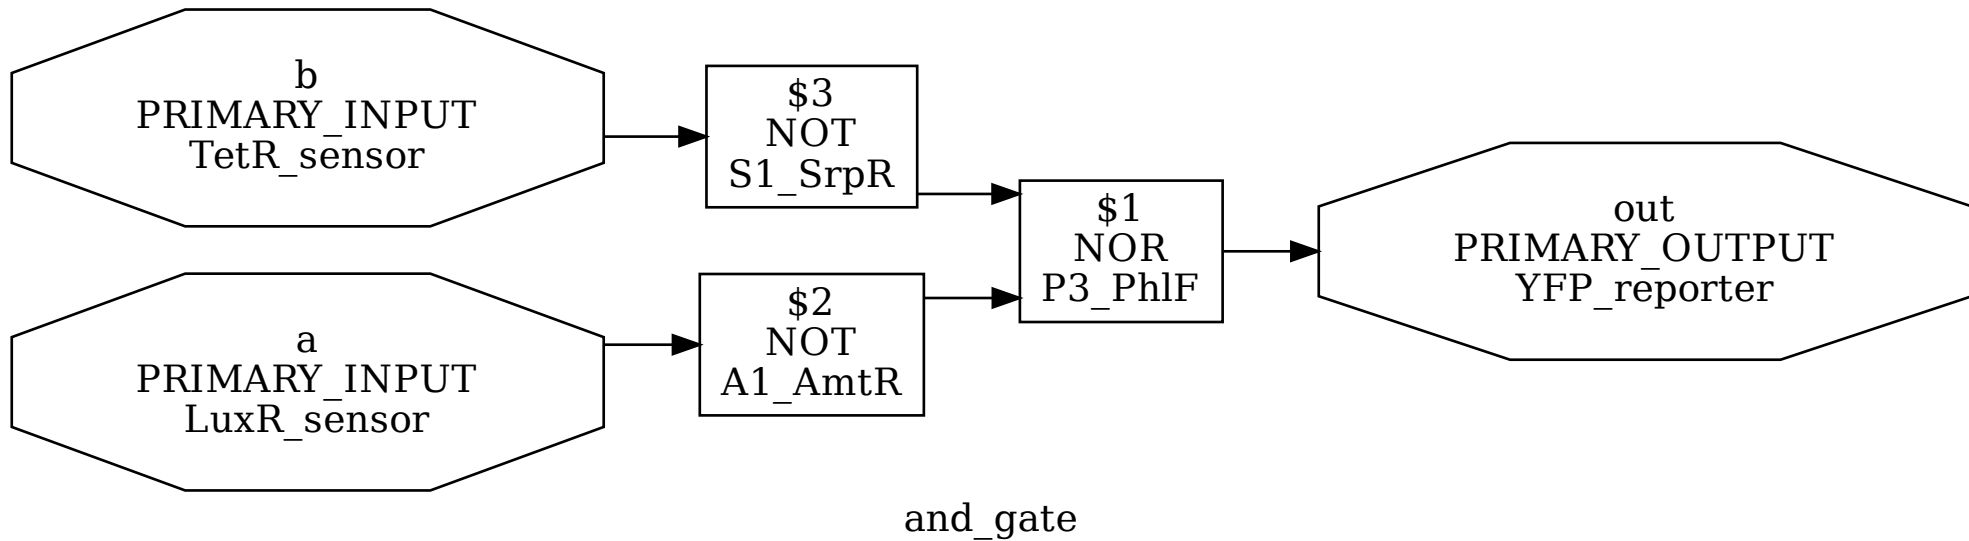 b
PRIMARY_INPUT
TetR_sensor
$3
NOT
S1_SrpR
a
PRIMARY_INPUT
LuxR_sensor
$2
NOT
A1_AmtR
$1
NOR
P3_PhlF
out
PRIMARY_OUTPUT
YFP_reporter
and_gate